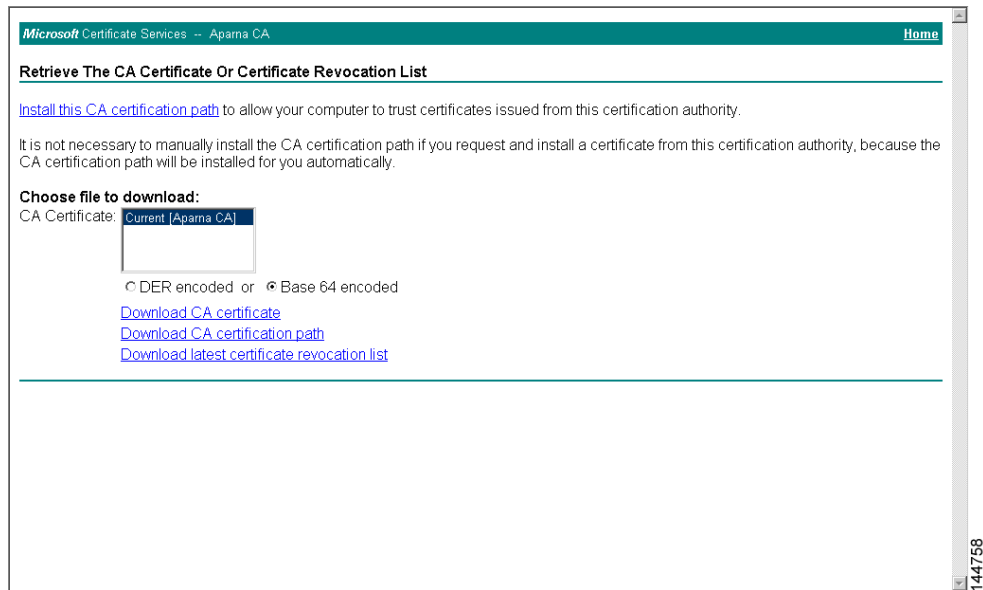 Microsoft Certificate Services -- Aparna CA Home
Retrieve The CA Certificate Or Certificate Revocation List
Install this CA certification path to allow your computer to trust certificates issued from this certification authority.
It is not necessary to manually install the CA certification path if you request and install a certificate from this certification authority, because the
CA certification path will be installed for you automatically.
Choose file to download:
CA Certificate: Current [Aparna CA]
DER encoded or Base 64 encoded
Download CA certificate
Download CA certification path
Download latest certificate revocation list
144758